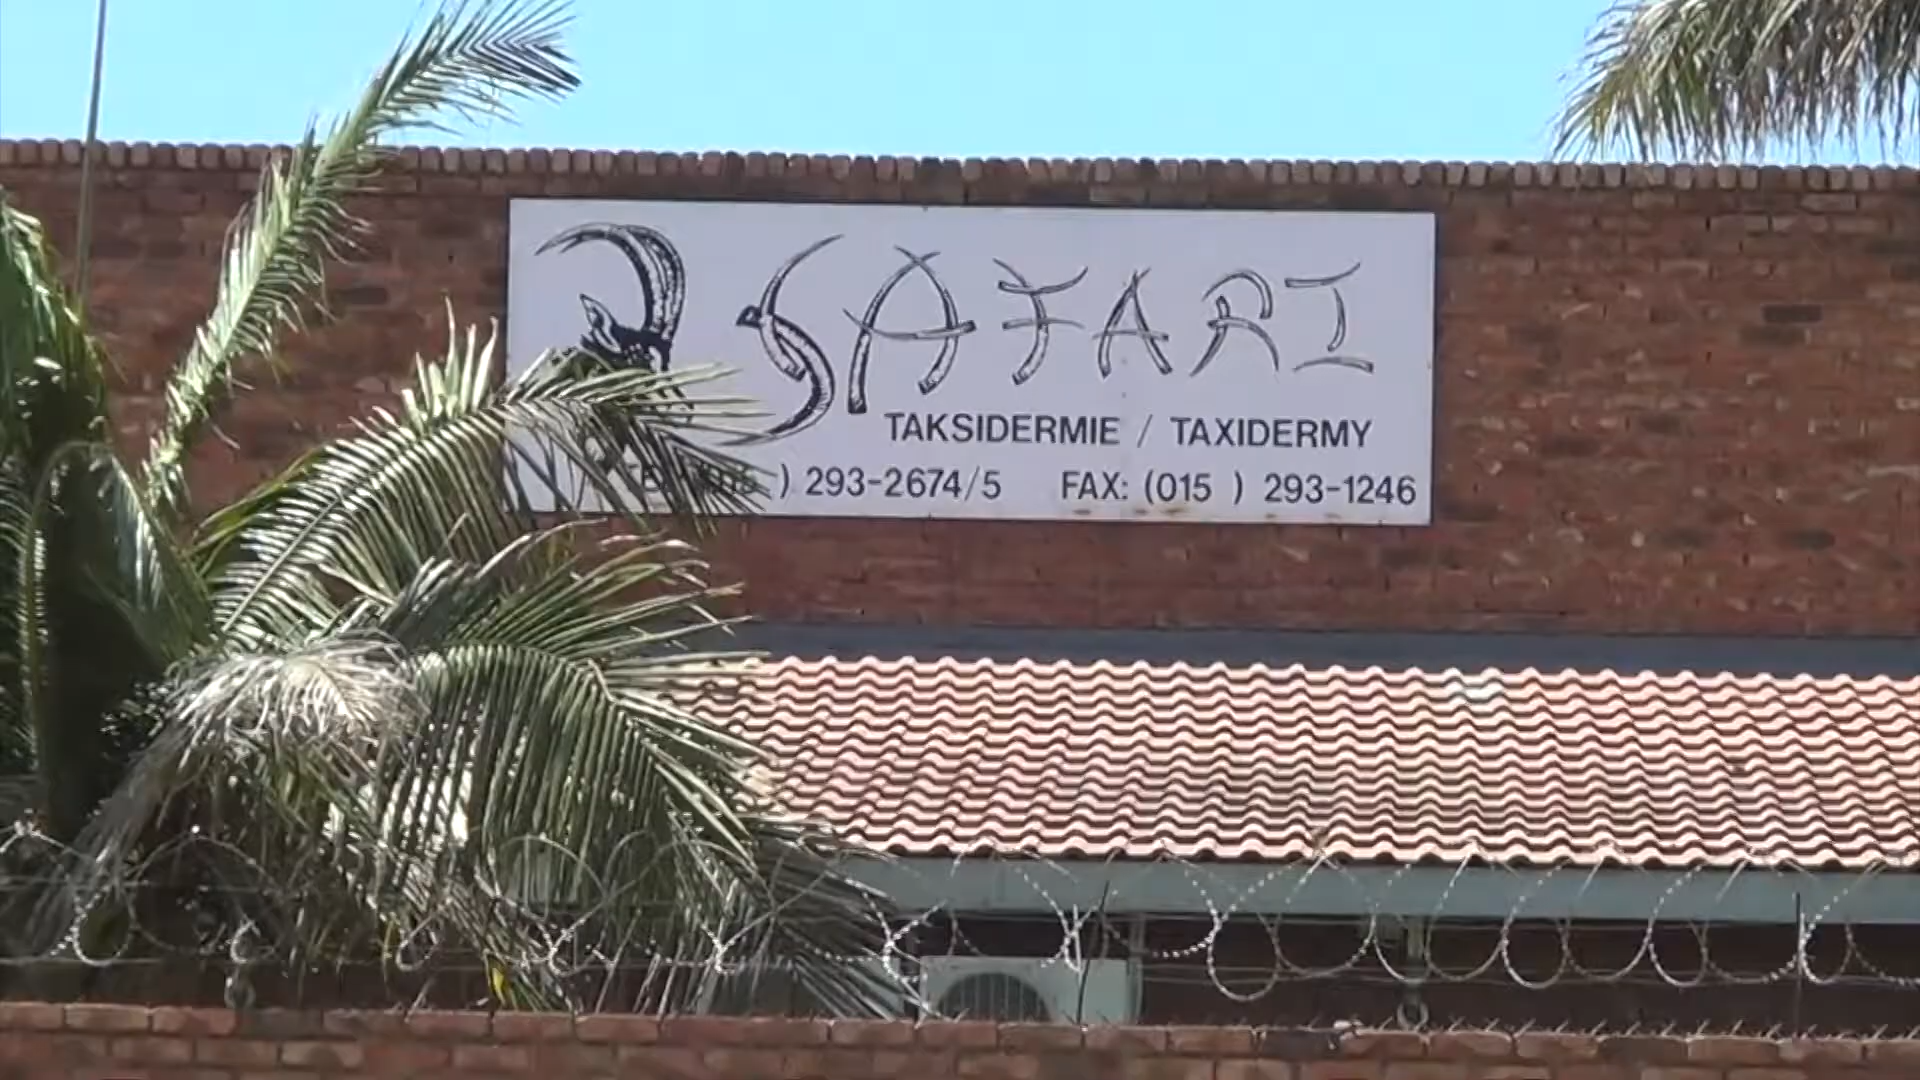 SAFARI
TAKSIDERMIE / TAXIDERMY
) 293-2674/5 FAX: (015 ) 293-1246